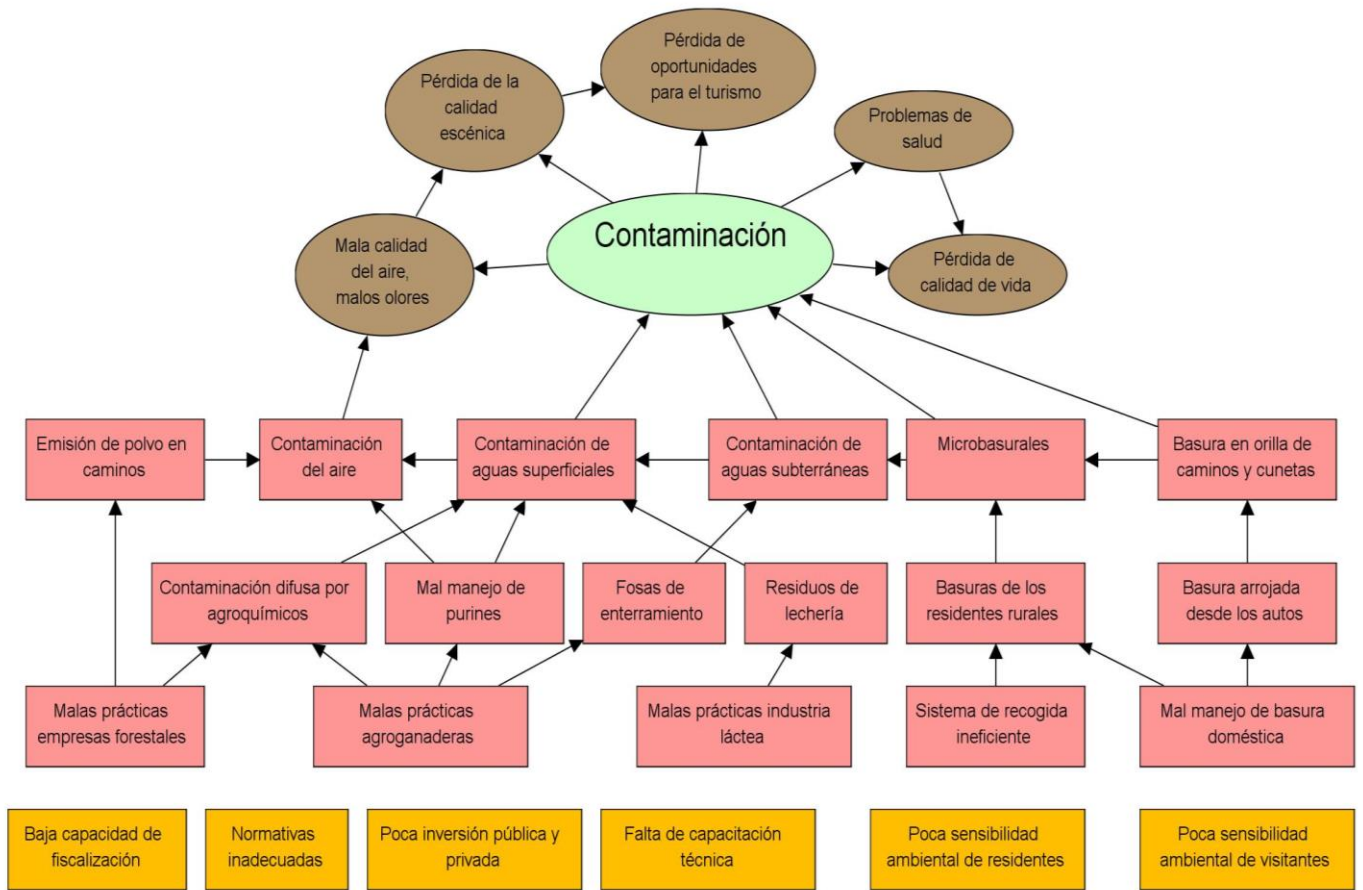 Pérdida de
oportunidades
para el turismo
Pérdida de la
calidad
escénica
Problemas de
salud
Contaminación
Mala calidad
del aire,
malos olores
Pérdida de
calidad de vida
Emisión de polvo en
caminos
Contaminación
del aire
Contaminación de
aguas superficiales
Contaminación de
aguas subterráneas
Microbasurales
Basura en orilla de
caminos y cunetas
Contaminación difusa por
agroquímicos
Mal manejo de
purines
Fosas de
enterramiento
Residuos de
lechería
Basuras de los
residentes rurales
Basura arrojada
desde los autos
Malas prácticas
empresas forestales
Malas prácticas
agroganaderas
Malas prácticas industria
láctea
Sistema de recogida
ineficiente
Mal manejo de basura
doméstica
Baja capacidad de
fiscalización
Normativas
inadecuadas
Poca inversión pública y
privada
Falta de capacitación
técnica
Poca sensibilidad
ambiental de residentes
Poca sensibilidad
ambiental de visitantes